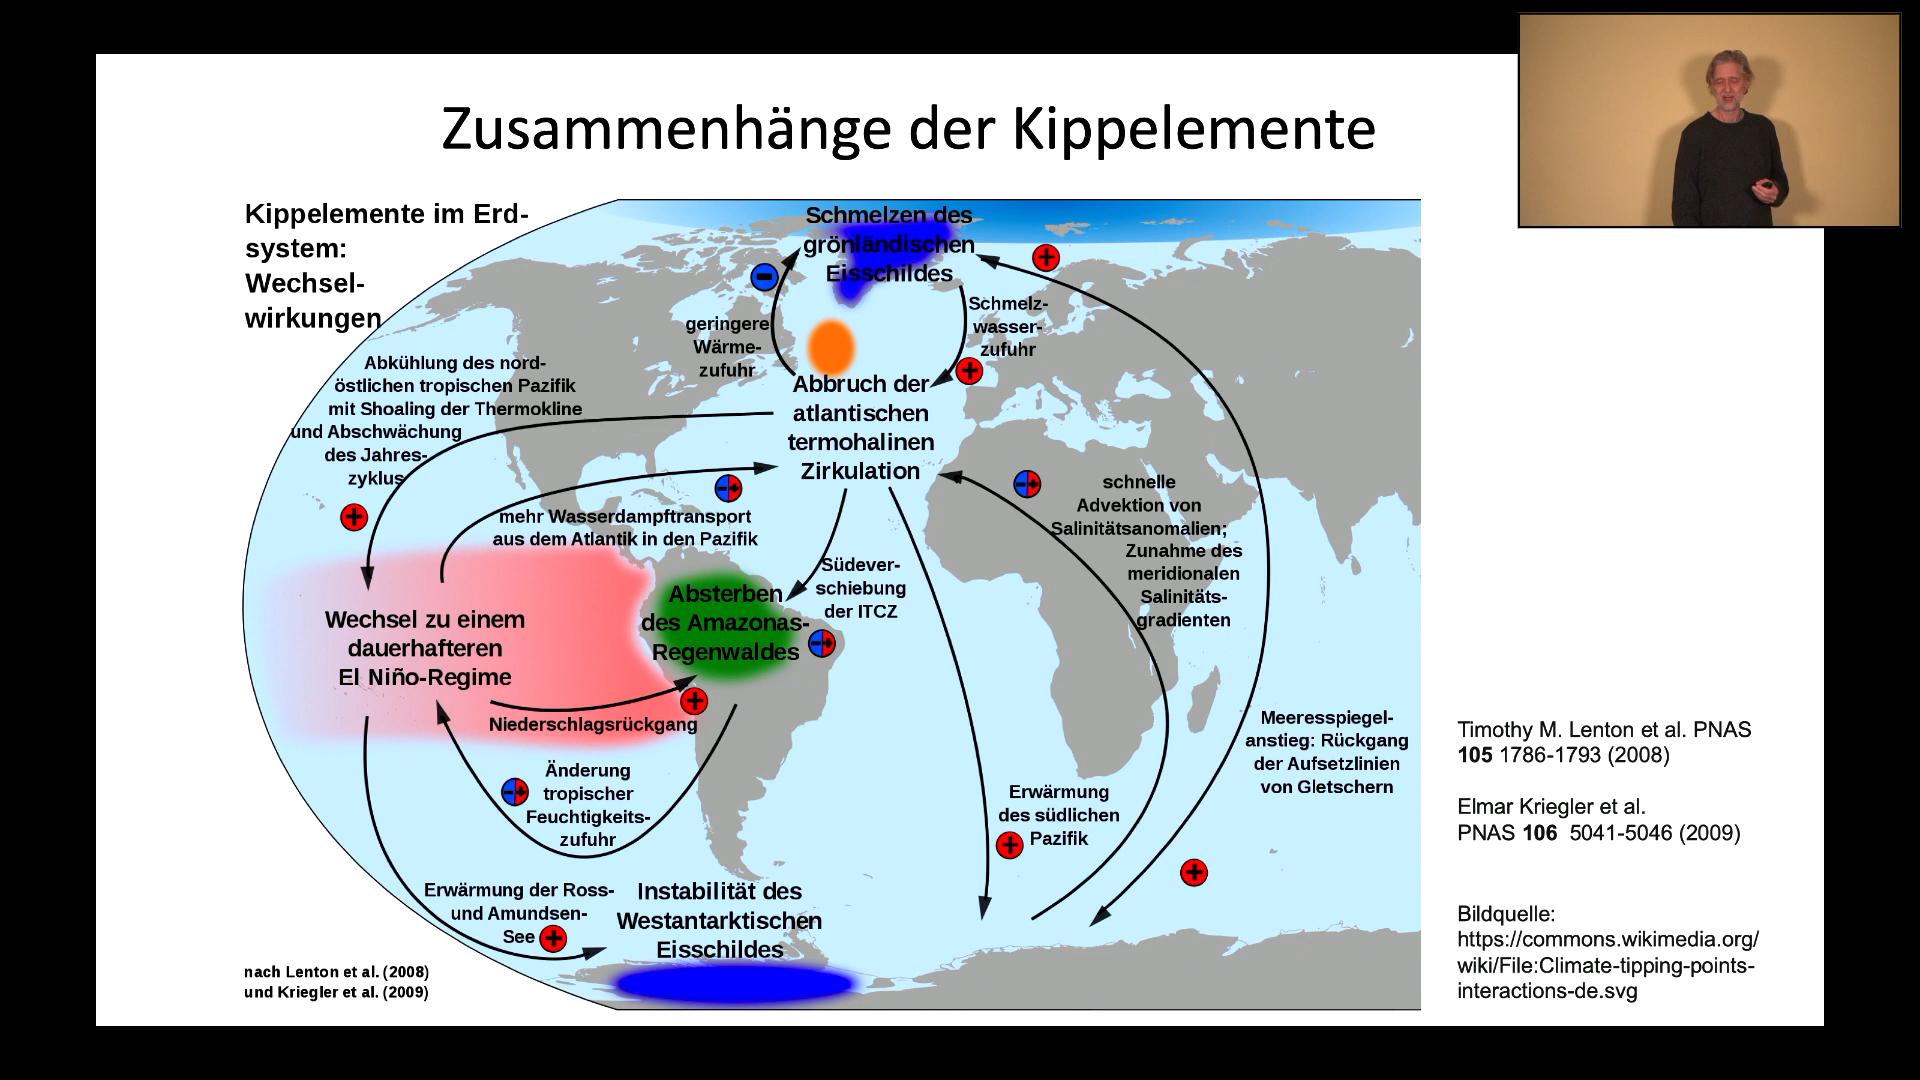 Zusammenhänge der Kippelemente
Kippelemente im Erd-
system:
Wechsel-
wirkungen
Schmelzen des
grönländischen
Eisschildes
geringere
Wärme-
zufuhr
Schmelz-
wasser-
zufuhr
Abkühlung des nord-
östlichen tropischen Pazifik
mit Shoaling der Thermokline
und Abschwächung
des Jahres-
zyklus
Abbruch der
atlantischen
termohalinen
Zirkulation
mehr Wasserdampftransport
aus dem Atlantik in den Pazifik
schnelle
Advektion von
Salinitätsanomalien;
Zunahme des
meridionalen
Salinitäts-
gradienten
Südever-
schiebung
der ITCZ
Absterben
des Amazonas-
Regenwaldes
Wechsel zu einem
dauerhafteren
El Niño-Regime
Niederschlagsrückgang
Änderung
tropischer
Feuchtigkeits-
zufuhr
Meeresspiegel-
anstieg: Rückgang
der Aufsetzlinien
von Gletschern
Erwärmung
des südlichen
Pazifik
Erwärmung der Ross-
und Amundsen-
See
Instabilität des
Westantarktischen
Eisschildes
nach Lenton et al. (2008)
und Kriegler et al. (2009)
Timothy M. Lenton et al. PNAS
105 1786-1793 (2008)
Elmar Kriegler et al.
PNAS 106 5041-5046 (2009)
Bildquelle:
https://commons.wikimedia.org/
wiki/File:Climate-tipping-points-
interactions-de.svg